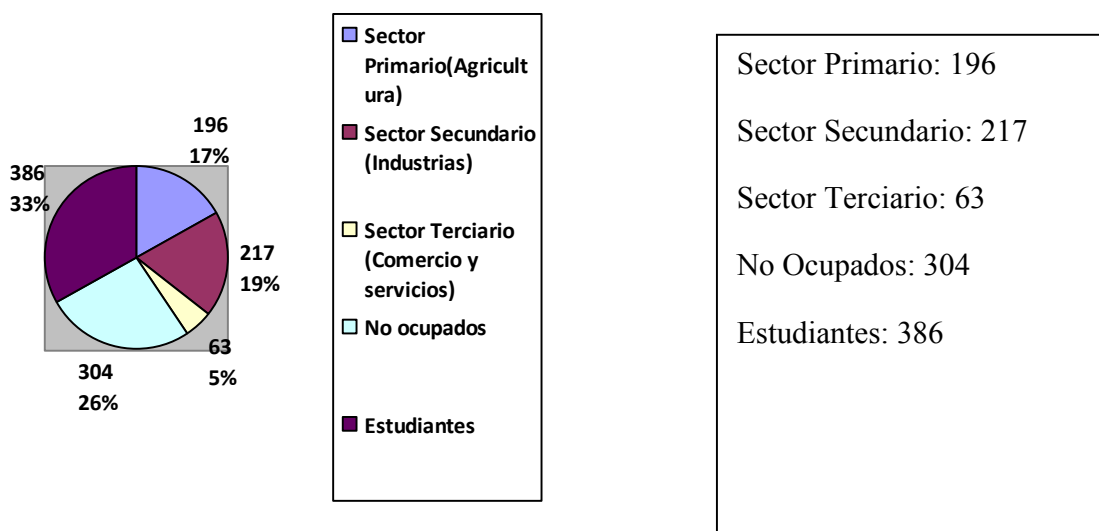 196
17%
386
33%
217
19%
63
5%
304
26%
Sector
Primario(Agricult
ura)
Sector Secundario
(Industrias)
Sector Terciario
(Comercio y
servicios)
No ocupados
Estudiantes
Sector Primario: 196
Sector Secundario: 217
Sector Terciario: 63
No Ocupados: 304
Estudiantes: 386